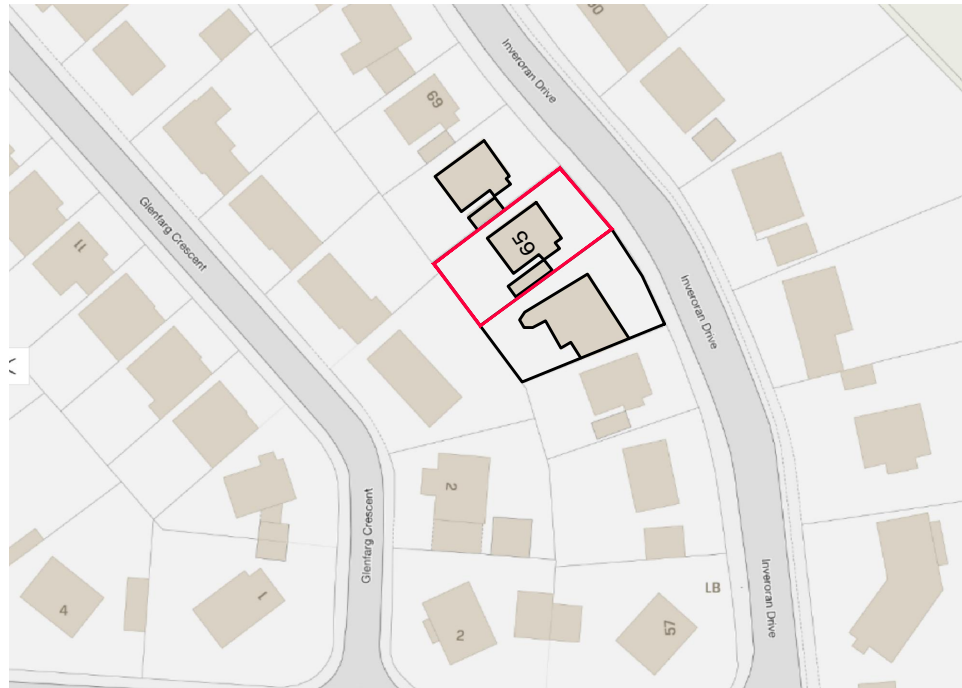 Inveroran Drive
69
Glenfarg Crescent
11
65
Inveroran Drive
2
Glenfarg Crescent
LB
Inveroran Drive
4
1
2
57